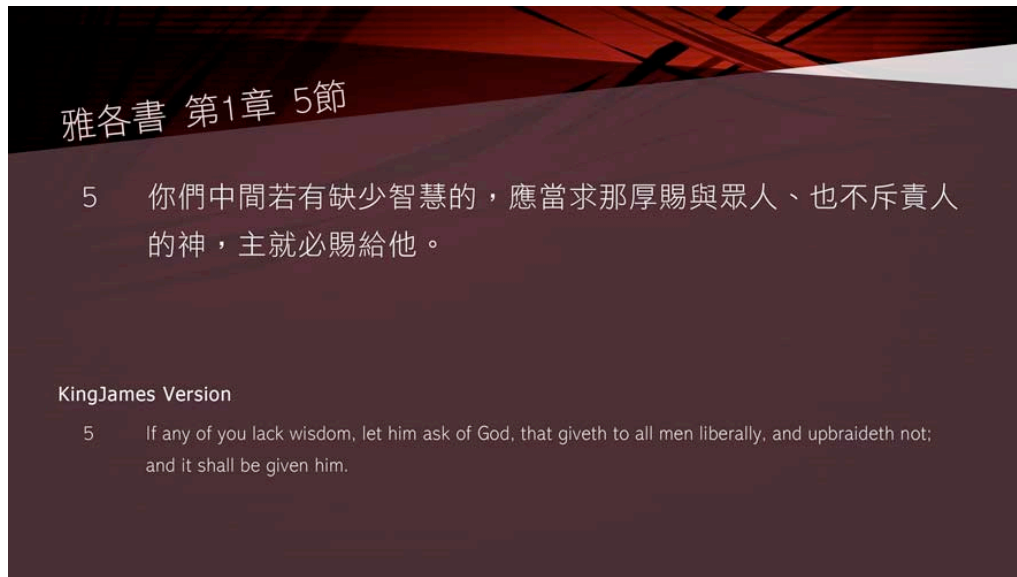 雅各書 第1章 5節
5 你們中間若有缺少智慧的，應當求那厚賜與眾人、也不斥責人
的神，主就必賜給他。
KingJames Version
5 If any of you lack wisdom, let him ask of God, that giveth to all men liberally, and upbraideth not;
and it shall be given him.